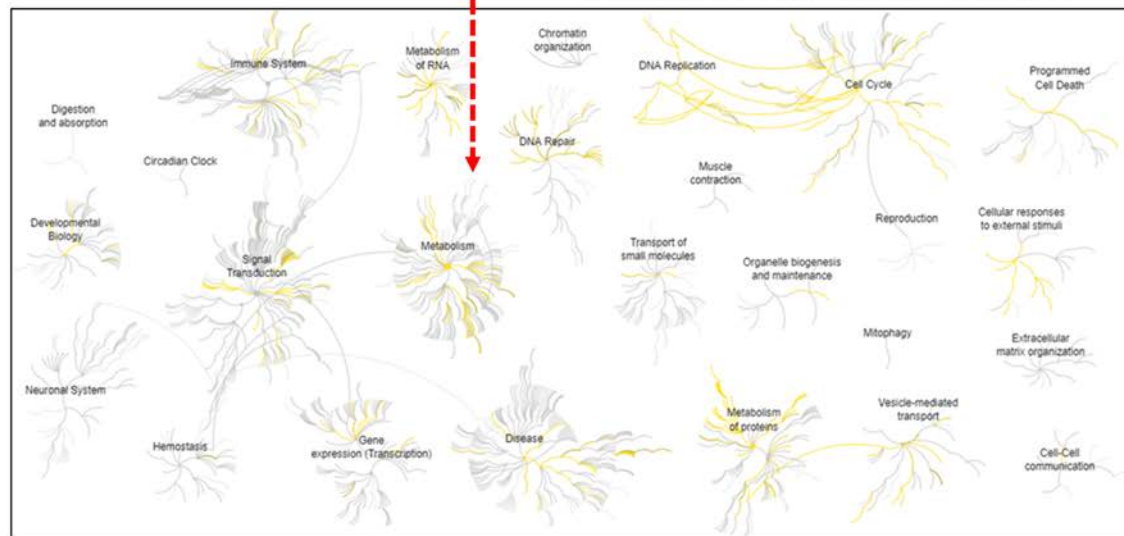 Immune System
Metabolism
of RNA
Chromatin
organization
DNA Replication
Cell Cycle
Programmed
Cell Death
Digestion
and absorption
Circadian Clock
DNA Repair
Muscle
contraction
Developmental
Biology
Signal
Transduction
Metabolism
Transport of
small molecules
Organelle biogenesis
and maintenance
Reproduction
Cellular responses
to external stimuli
Mitophagy
Extracellular
matrix organization
Neuronal System
Hemostasis
Gene
expression (Transcription)
Disease
Metabolism
of proteins
Vesicle-mediated
transport
Cell-Cell
communication